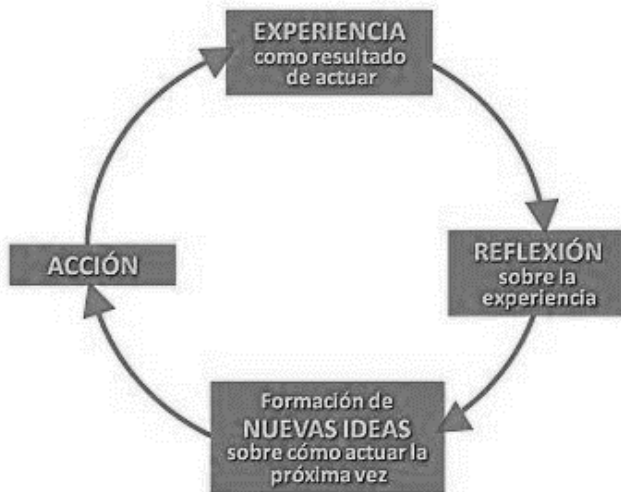 EXPERIENCIA
como resultado
de actuar
REFLEXIÓN
sobre la
experiencia
Formación de
NUEVAS IDEAS
sobre cómo actuar la
próxima vez
ACCIÓN